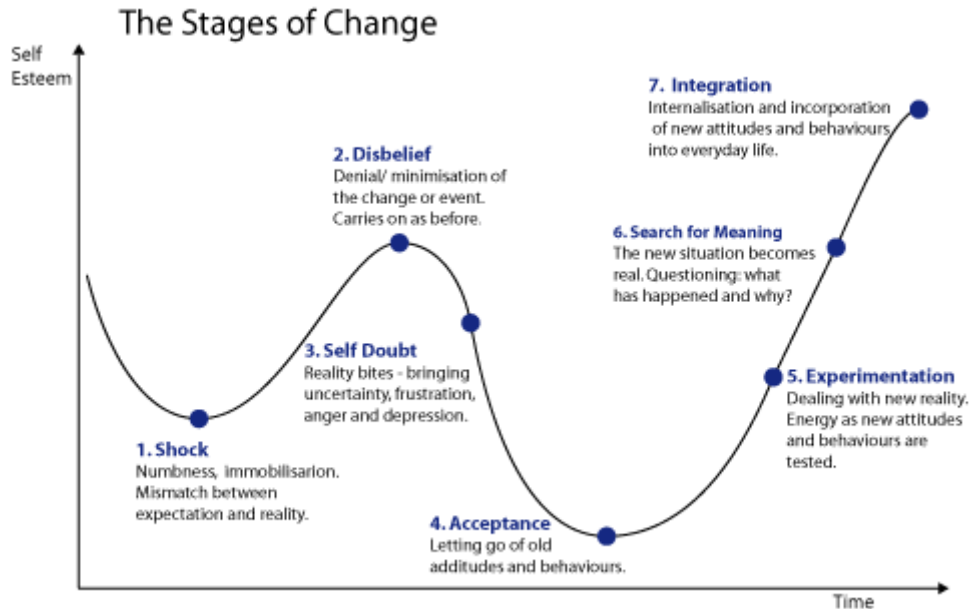 The Stages of Change
Self
Esteem
7. Integration
Internalisation and incorporation
of new attitudes and behaviours
into everyday life.
2. Disbelief
Denial/ minimisation of
the change or event.
Carries on as before.
6. Search for Meaning
The new situation becomes
real. Questioning: what
has happened and why?
3. Self Doubt
Reality bites - bringing
uncertainty, frustration,
anger and depression.
5. Experimentation
Dealing with new reality.
Energy as new attitudes
and behaviours are
tested.
1. Shock
Numbness, immobilisarion.
Mismatch between
expectation and reality.
4. Acceptance
Letting go of old
additudes and behaviours.
Time